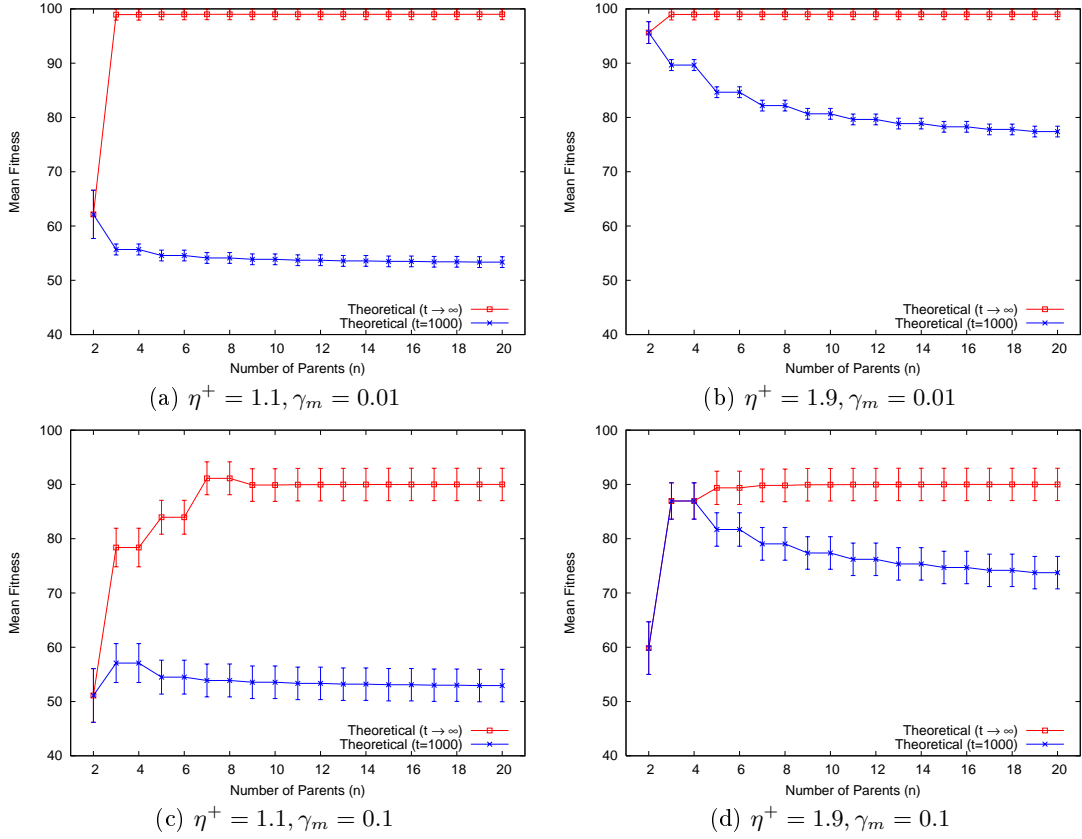 100
90
80
70
60
50
40
Mean Fitness
2 4 6 8 10 12 14 16 18 20
Number of Parents (n)
Theoretical (t → ∞)
Theoretical (t=1000)
(a) η⁺ = 1.1, γₘ = 0.01
100
90
80
70
60
50
40
Mean Fitness
2 4 6 8 10 12 14 16 18 20
Number of Parents (n)
Theoretical (t → ∞)
Theoretical (t=1000)
(b) η⁺ = 1.9, γₘ = 0.01
100
90
80
70
60
50
40
Mean Fitness
2 4 6 8 10 12 14 16 18 20
Number of Parents (n)
Theoretical (t → ∞)
Theoretical (t=1000)
(c) η⁺ = 1.1, γₘ = 0.1
100
90
80
70
60
50
40
Mean Fitness
2 4 6 8 10 12 14 16 18 20
Number of Parents (n)
Theoretical (t → ∞)
Theoretical (t=1000)
(d) η⁺ = 1.9, γₘ = 0.1